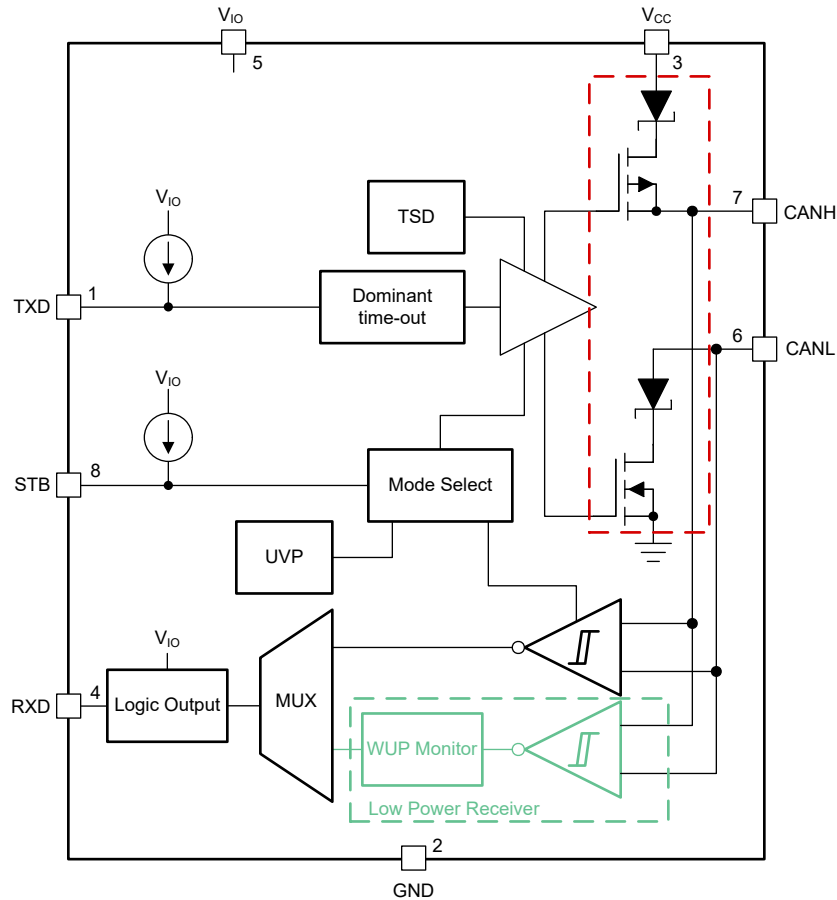 VIO
5
VCC
3
VIO
TSD
7
CANH
TXD
1
Dominant
time-out
6
CANL
VIO
STB
8
Mode Select
UVP
VIO
RXD
4
Logic Output
MUX
WUP Monitor
Low Power Receiver
2
GND